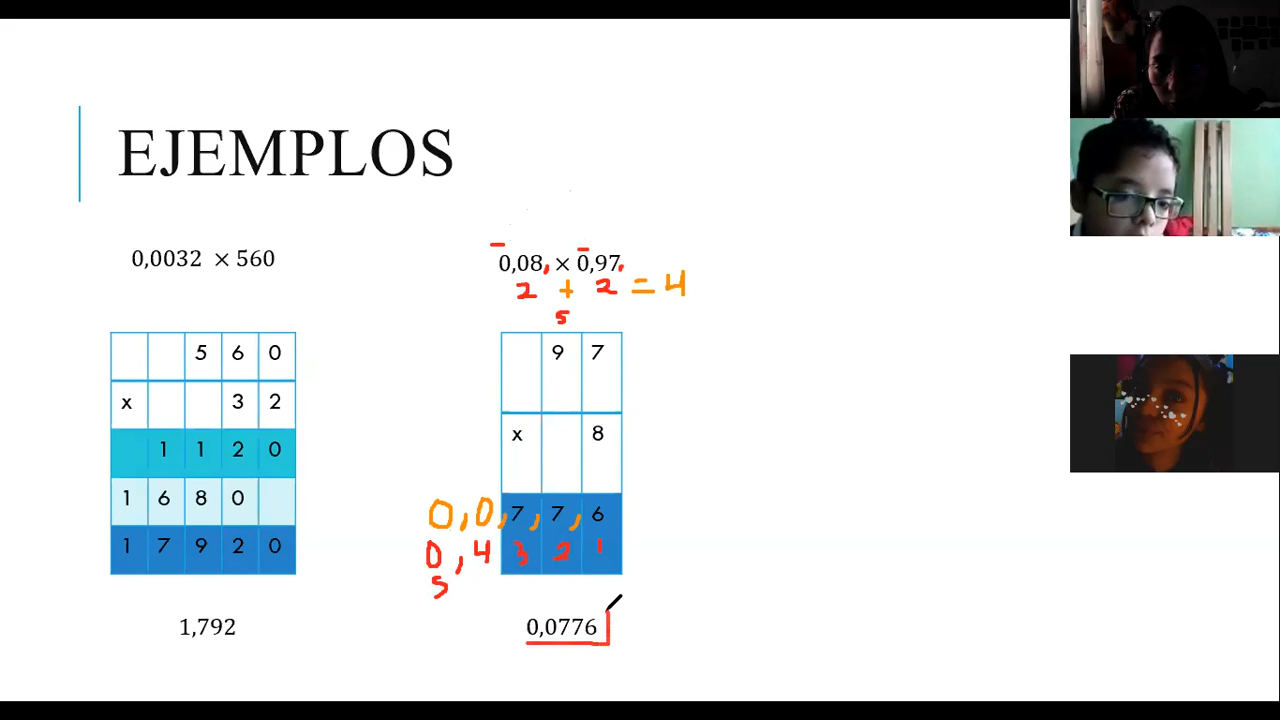 EJEMPLOS
0,0032 × 560
5 6 0
x 3 2
1 1 2 0
1 6 8 0
1 7 9 2 0
1,792
0,08, × 0,97,
2 + 2 = 4
5
9 7
x 8
0,0,7,7,6
0,4 3 2 1
5
0,0776